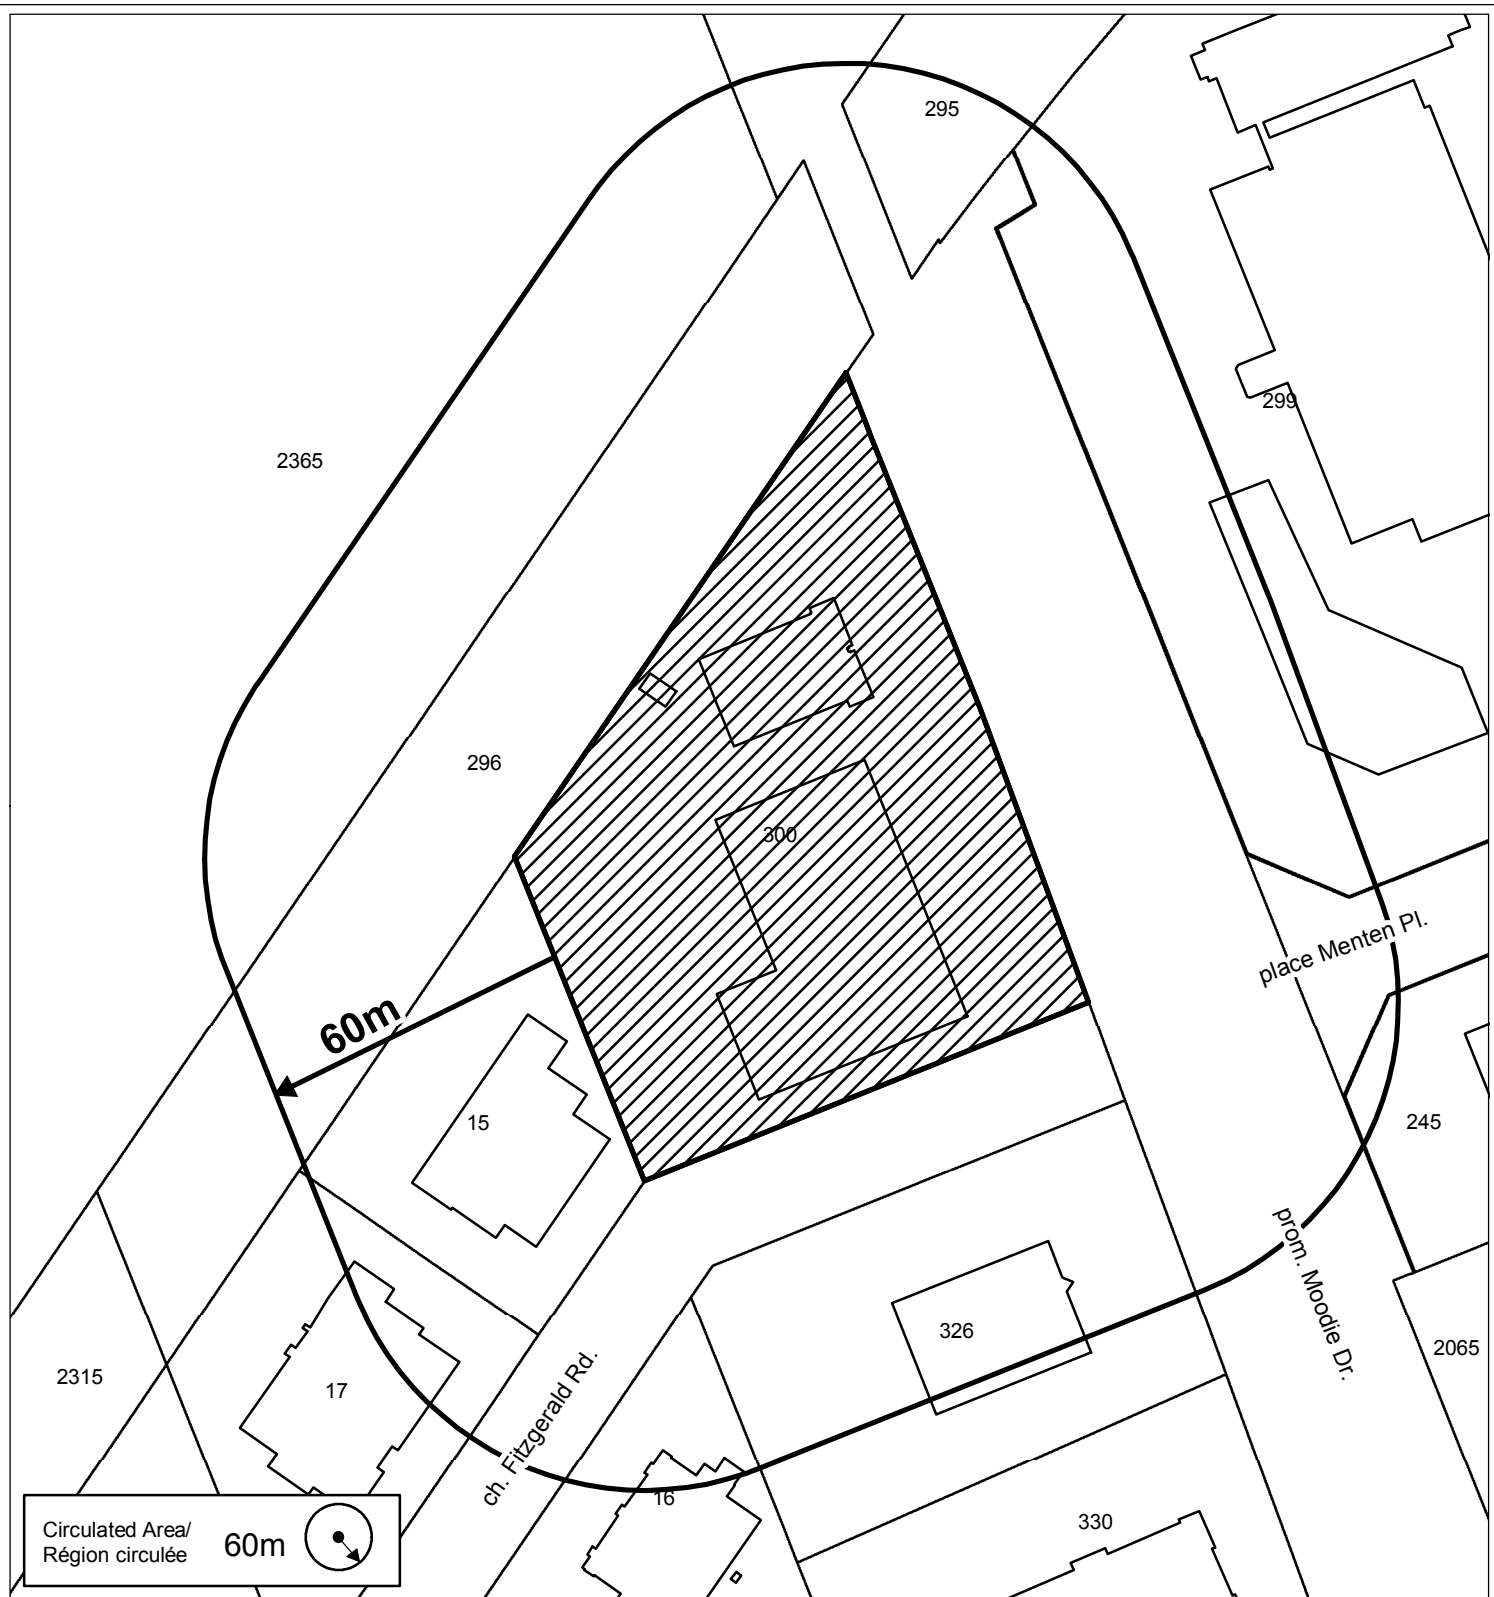 295
299
2365
296
300
60m
place Menten Pl.
15
245
prom. Moodie Dr.
326
2065
2315
17
ch. Fitzgerald Rd.
16
330
Circulated Area/
Région circulée
60m